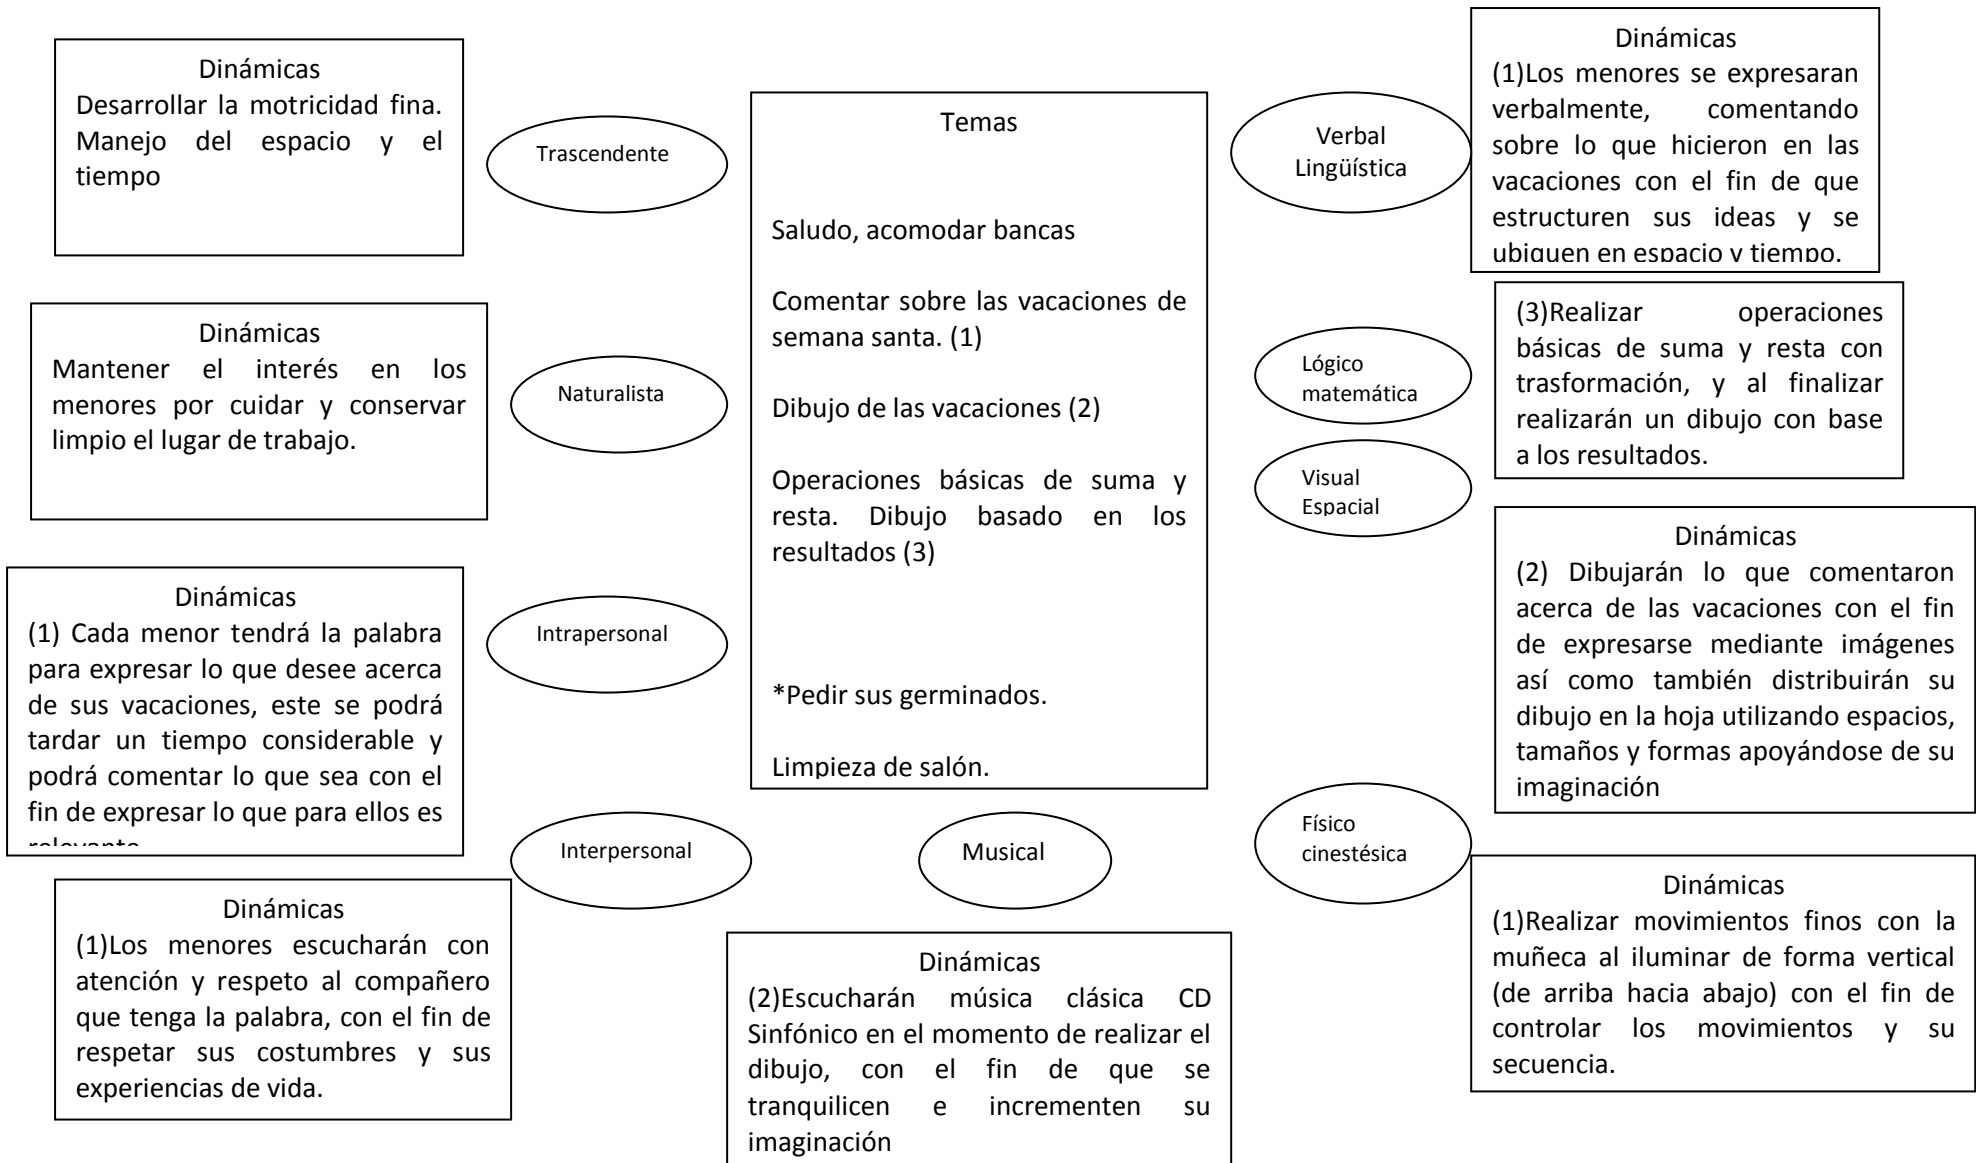 Dinámicas
Desarrollar la motricidad fina.
Manejo del espacio y el
tiempo
Trascendente
Dinámicas
Mantener el interés en los
menores por cuidar y conservar
limpio el lugar de trabajo.
Naturalista
Dinámicas
(1) Cada menor tendrá la palabra
para expresar lo que desee acerca
de sus vacaciones, este se podrá
tardar un tiempo considerable y
podrá comentar lo que sea con el
fin de expresar lo que para ellos es
relevante
Intrapersonal
Dinámicas
(1)Los menores escucharán con
atención y respeto al compañero
que tenga la palabra, con el fin de
respetar sus costumbres y sus
experiencias de vida.
Interpersonal
Temas
Saludo, acomodar bancas
Comentar sobre las vacaciones de
semana santa. (1)
Dibujo de las vacaciones (2)
Operaciones básicas de suma y
resta. Dibujo basado en los
resultados (3)
*Pedir sus germinados.
Limpieza de salón.
Musical
Dinámicas
(2)Escucharán música clásica CD
Sinfónico en el momento de realizar el
dibujo, con el fin de que se
tranquilicen e incrementen su
imaginación
Verbal
Lingüística
Dinámicas
(1)Los menores se expresaran
verbalmente, comentando
sobre lo que hicieron en las
vacaciones con el fin de que
estructuren sus ideas y se
ubiquen en espacio y tiempo.
Lógico
matemática
(3)Realizar operaciones
básicas de suma y resta con
trasformación, y al finalizar
realizarán un dibujo con base
a los resultados.
Visual
Espacial
Dinámicas
(2) Dibujarán lo que comentaron
acerca de las vacaciones con el fin
de expresarse mediante imágenes
así como también distribuirán su
dibujo en la hoja utilizando espacios,
tamaños y formas apoyándose de su
imaginación
Físico
cinestésica
Dinámicas
(1)Realizar movimientos finos con la
muñeca al iluminar de forma vertical
(de arriba hacia abajo) con el fin de
controlar los movimientos y su
secuencia.